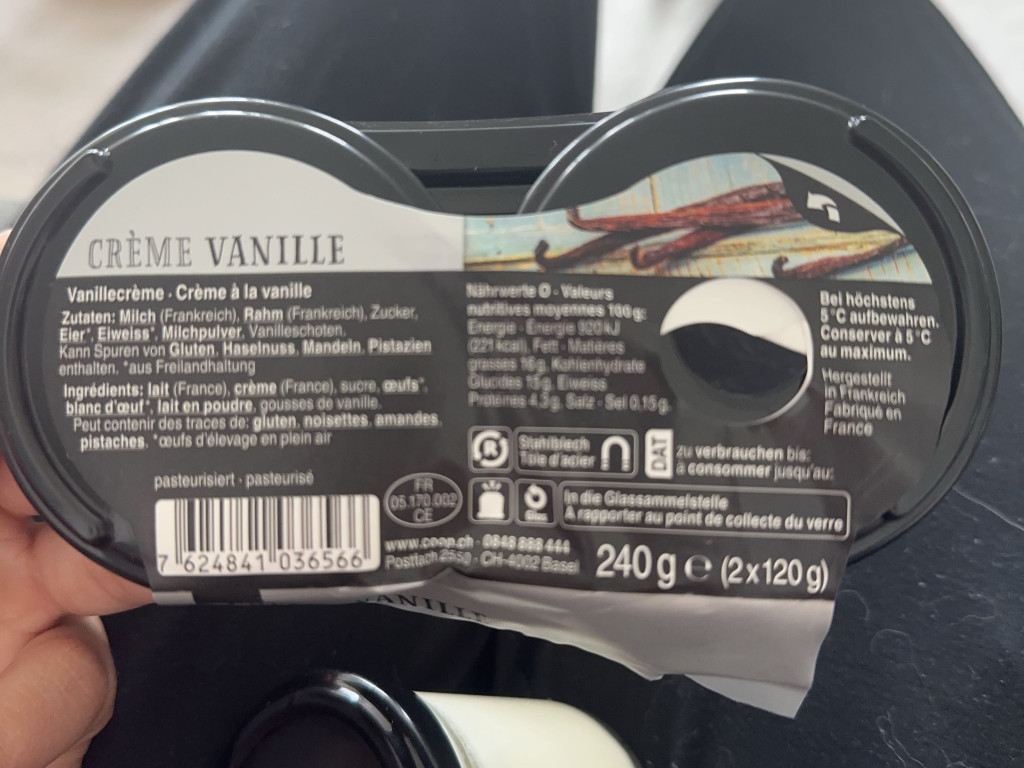 CRÈME VANILLE
Vanillecrème · Crème à la vanille
Zutaten: Milch (Frankreich), Rahm (Frankreich), Zucker,
Eier*, Eiweiss*, Milchpulver, Vanilleschoten.
Kann Spuren von Gluten, Haselnuss, Mandeln, Pistazien
enthalten. *aus Freilandhaltung
Ingrédients: lait (France), crème (France), sucre, œufs*,
blanc d'œuf*, lait en poudre, gousses de vanille.
Peut contenir des traces de: gluten, noisettes, amandes,
pistaches. *œufs d'élevage en plein air
pasteurisiert · pasteurisé
7 624841 036566
FR
05.170.002
CE
Nährwerte Ø · Valeurs
nutritives moyennes 100g:
Energie · Énergie 920 kJ
(221 kcal), Fett · Matières
grasses 16g, Kohlenhydrate
Glucides 15g, Eiweiss
Protéines 4,3g, Salz · Sel 0,15g.
Bei höchstens
5°C aufbewahren.
Conserver à 5°C
au maximum.
Hergestellt
in Frankreich
Fabriqué en
France
R
Stahlblech
Tôle d'acier
DAT
zu verbrauchen bis:
à consommer jusqu'au:
Glas
In die Glassammelstelle
À rapporter au point de collecte du verre
www.coop.ch · 0848 888 444
Postfach 2550 · CH-4002 Basel
240 g e (2x120 g)
VANILLE